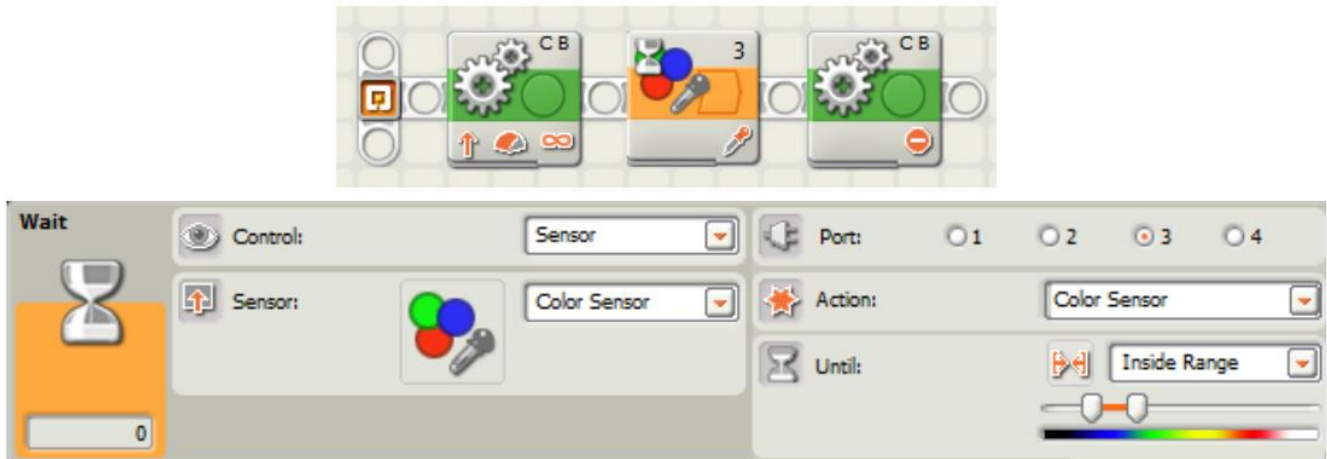 C B
3
C B
Wait
Control:
Sensor
Port:
1
2
3
4
Sensor:
Color Sensor
Action:
Color Sensor
Until:
Inside Range
0